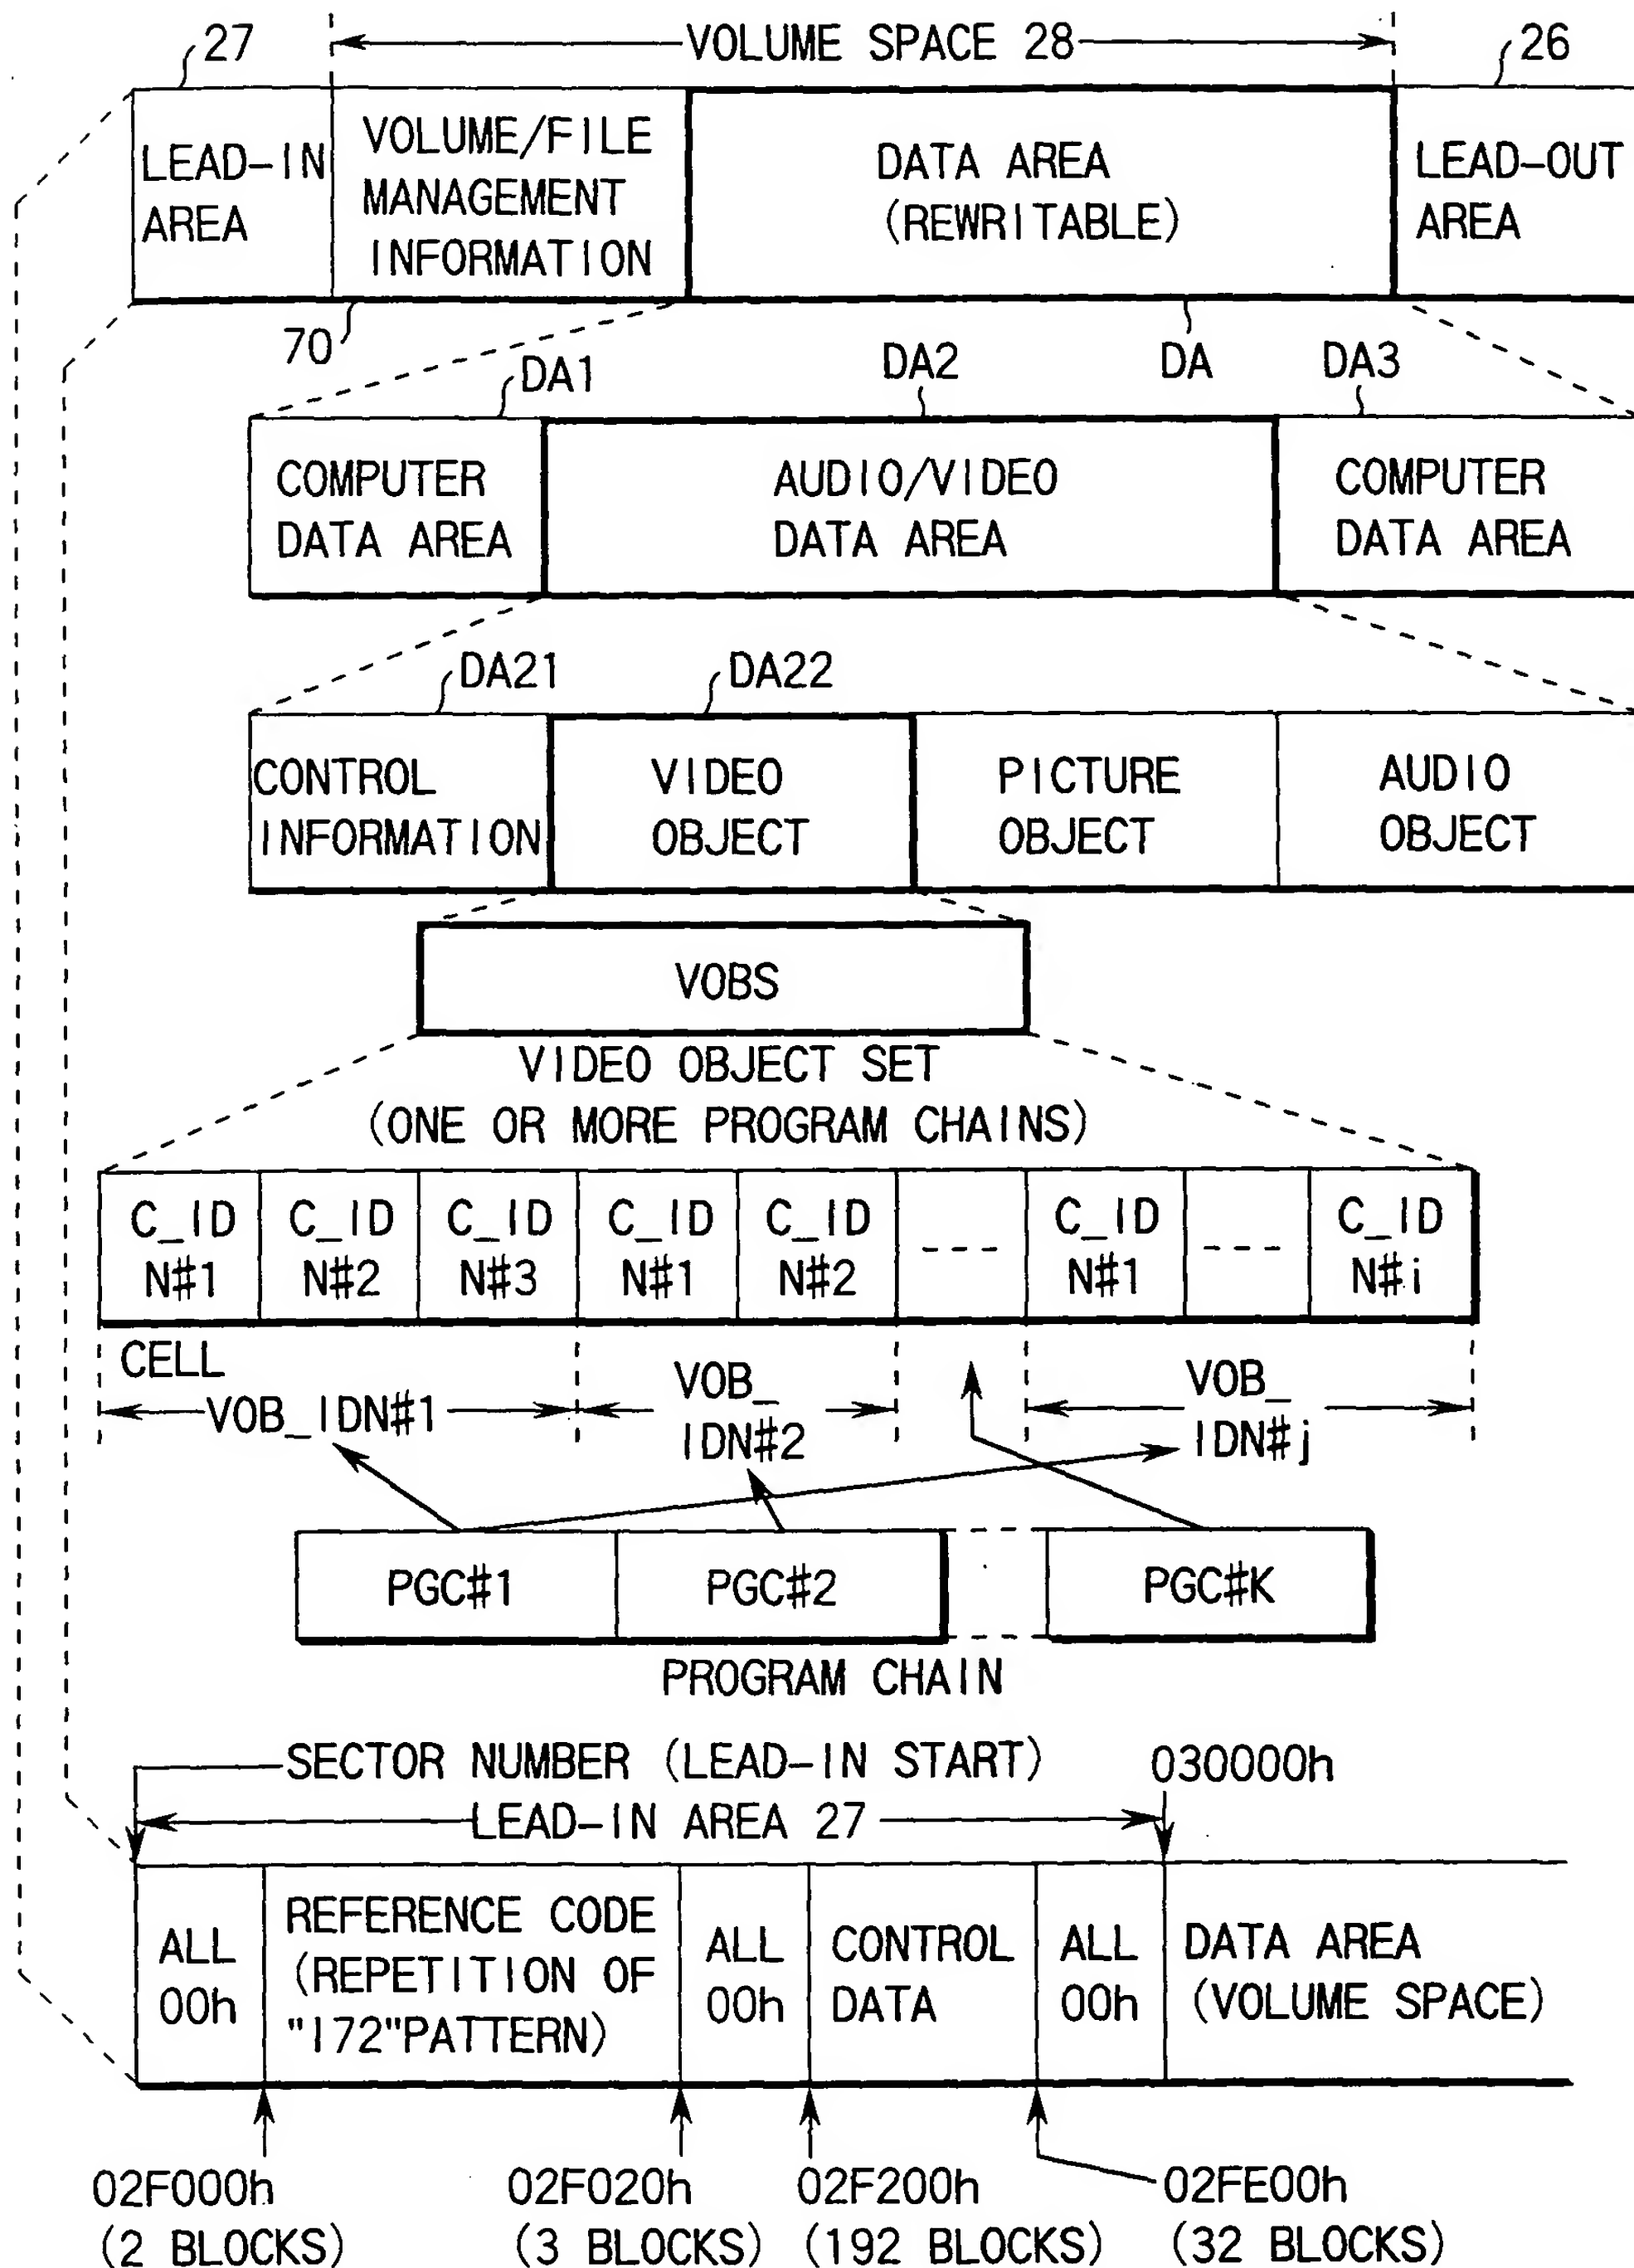 27
VOLUME SPACE 28
26
LEAD-IN
AREA
VOLUME/FILE
MANAGEMENT
INFORMATION
DATA AREA
(REWRITABLE)
LEAD-OUT
AREA
70
DA1
DA2
DA
DA3
COMPUTER
DATA AREA
AUDIO/VIDEO
DATA AREA
COMPUTER
DATA AREA
DA21
DA22
CONTROL
INFORMATION
VIDEO
OBJECT
PICTURE
OBJECT
AUDIO
OBJECT
VOBS
VIDEO OBJECT SET
(ONE OR MORE PROGRAM CHAINS)
C_ID
N#1
C_ID
N#2
C_ID
N#3
C_ID
N#1
C_ID
N#2
----
C_ID
N#1
----
C_ID
N#i
CELL
VOB_IDN#1
VOB_
IDN#2
VOB_
IDN#j
PGC#1
PGC#2
PGC#K
PROGRAM CHAIN
SECTOR NUMBER (LEAD-IN START)
030000h
LEAD-IN AREA 27
ALL
00h
REFERENCE CODE
(REPETITION OF
"172"PATTERN)
ALL
00h
CONTROL
DATA
ALL
00h
DATA AREA
(VOLUME SPACE)
02F000h
(2 BLOCKS)
02F020h
(3 BLOCKS)
02F200h
(192 BLOCKS)
02FE00h
(32 BLOCKS)